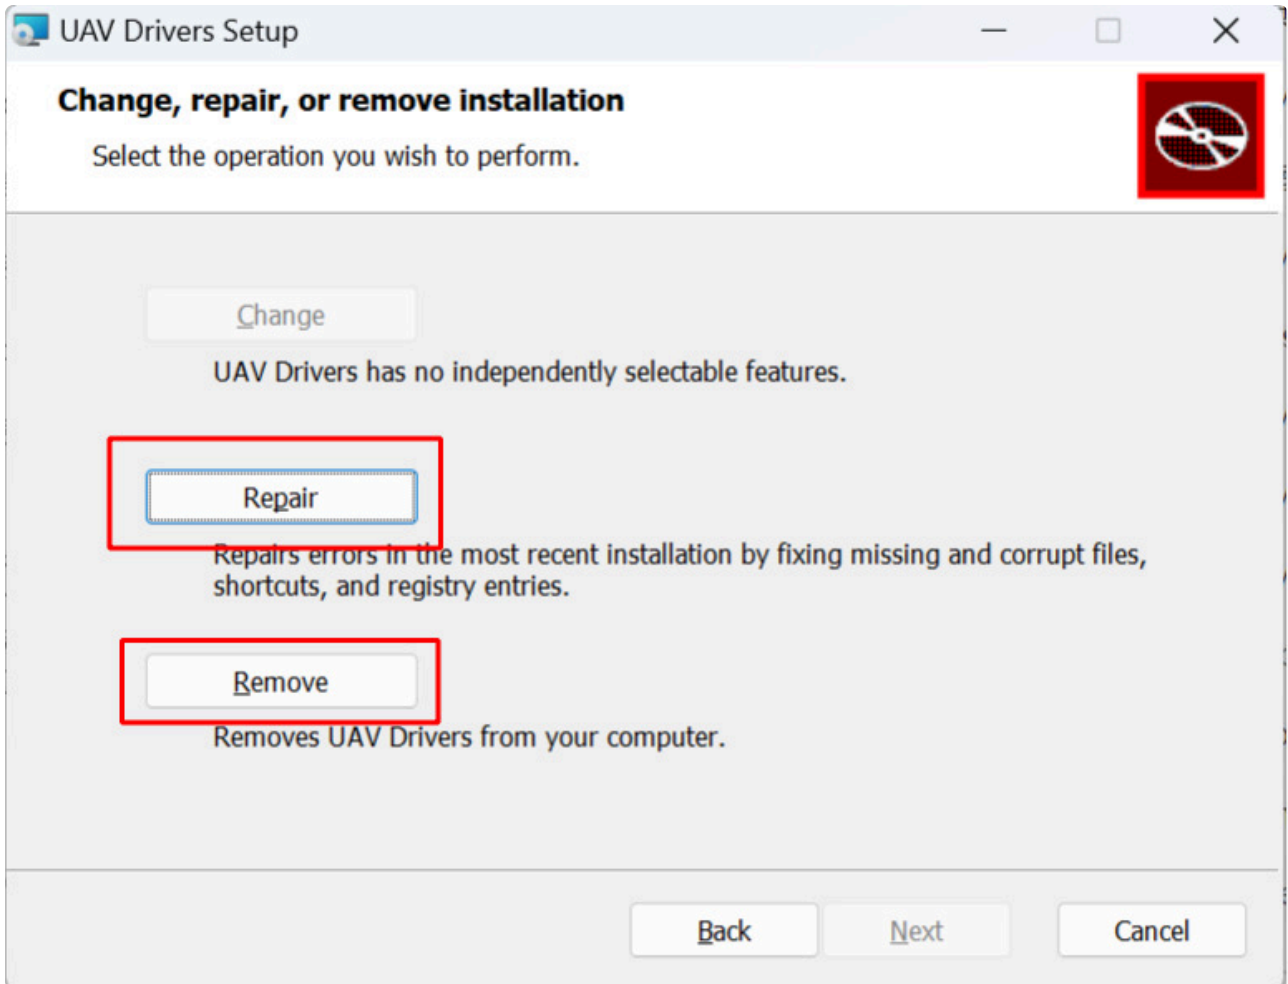 UAV Drivers Setup
Change, repair, or remove installation
Select the operation you wish to perform.
Change
UAV Drivers has no independently selectable features.
Repair
Repairs errors in the most recent installation by fixing missing and corrupt files,
shortcuts, and registry entries.
Remove
Removes UAV Drivers from your computer.
Back Next Cancel